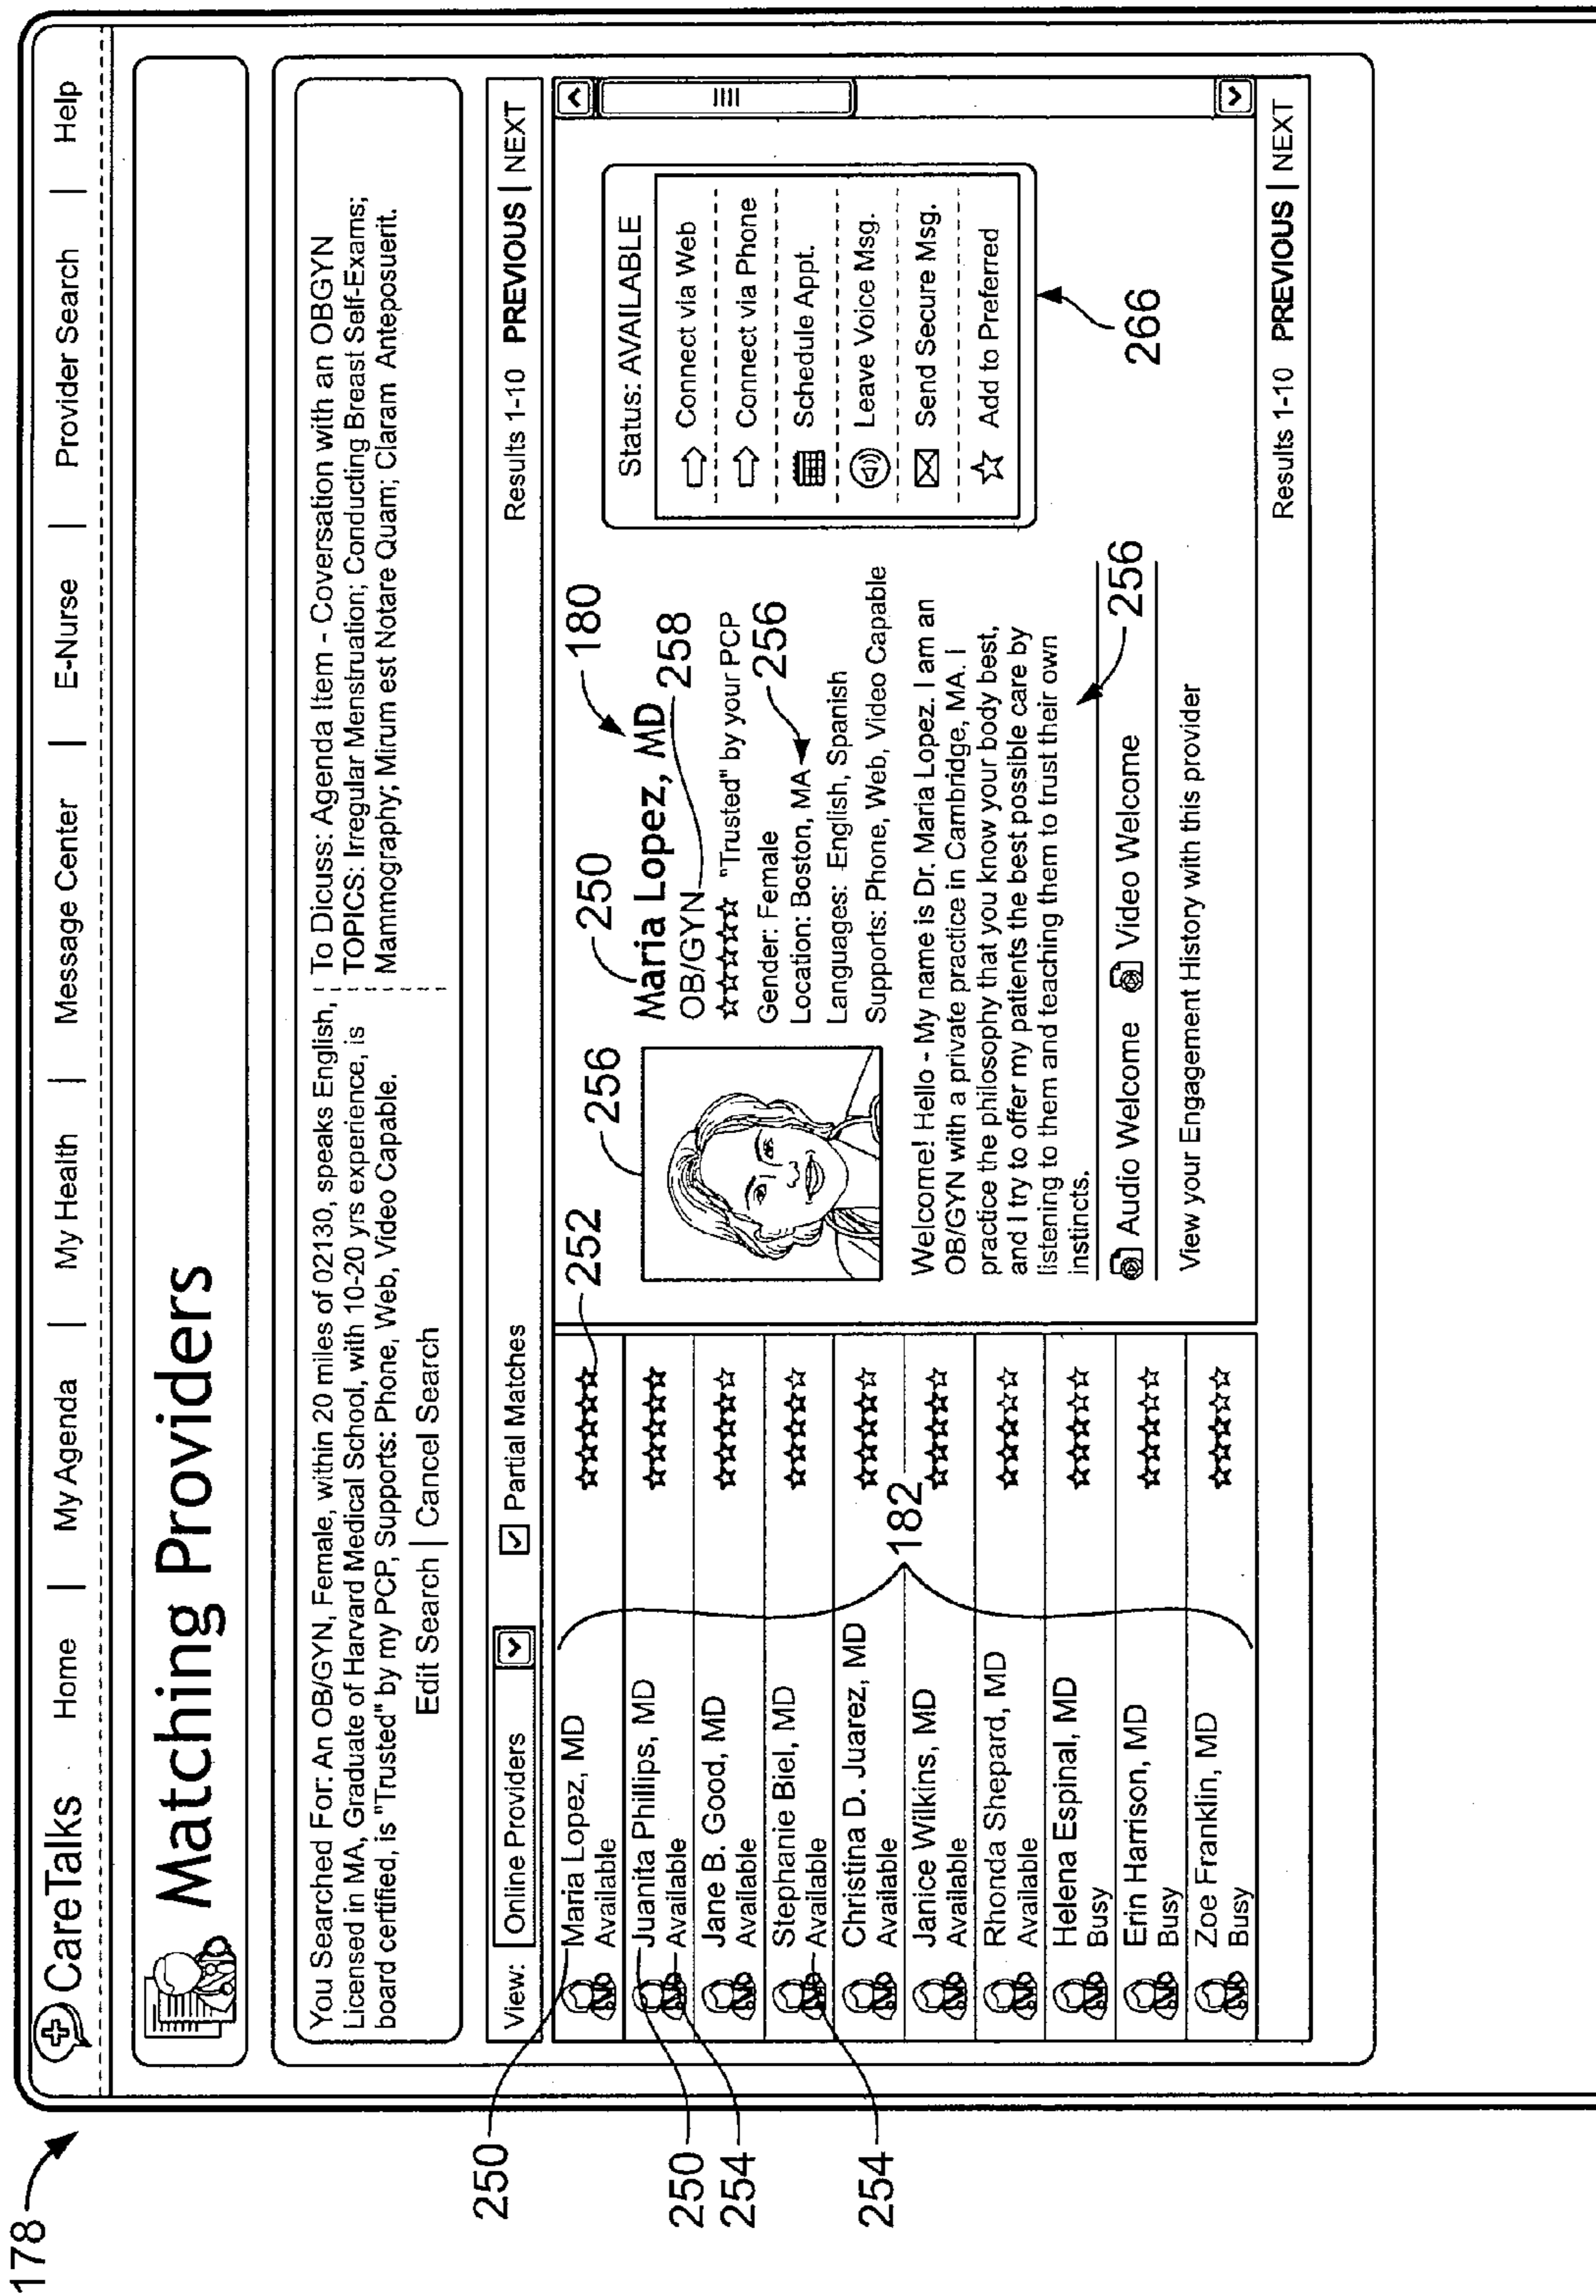 178
CareTalks
Home | My Agenda | My Health | Message Center | E-Nurse | Provider Search | Help
Matching Providers
You Searched For: An OB/GYN, Female, within 20 miles of 02130, speaks English,
Licensed in MA, Graduate of Harvard Medical School, with 10-20 yrs experience, is
board certified, is "Trusted" by my PCP, Supports: Phone, Web, Video Capable.
Edit Search | Cancel Search
To Dicuss: Agenda Item - Coversation with an OBGYN
TOPICS: Irregular Menstruation; Conducting Breast Self-Exams;
Mammography; Mirum est Notare Quam; Claram Anteposuerit.
View: Online Providers
Partial Matches
Results 1-10 PREVIOUS | NEXT
250
Maria Lopez, MD
Available
252
250
Juanita Phillips, MD
254
Available
Jane B. Good, MD
Available
Stephanie Biel, MD
254
Available
Christina D. Juarez, MD
Available
182
Janice Wilkins, MD
Available
Rhonda Shepard, MD
Available
Helena Espinal, MD
Busy
Erin Harrison, MD
Busy
Zoe Franklin, MD
Busy
256
250
180
Maria Lopez, MD
OB/GYN
258
"Trusted" by your PCP
Gender: Female
256
Location: Boston, MA
Languages: English, Spanish
Supports: Phone, Web, Video Capable
Welcome! Hello - My name is Dr. Maria Lopez. I am an
OB/GYN with a private practice in Cambridge, MA. I
practice the philosophy that you know your body best,
and I try to offer my patients the best possible care by
listening to them and teaching them to trust their own
instincts.
256
Audio Welcome Video Welcome
View your Engagement History with this provider
Status: AVAILABLE
Connect via Web
Connect via Phone
Schedule Appt.
Leave Voice Msg.
Send Secure Msg.
Add to Preferred
266
Results 1-10 PREVIOUS | NEXT